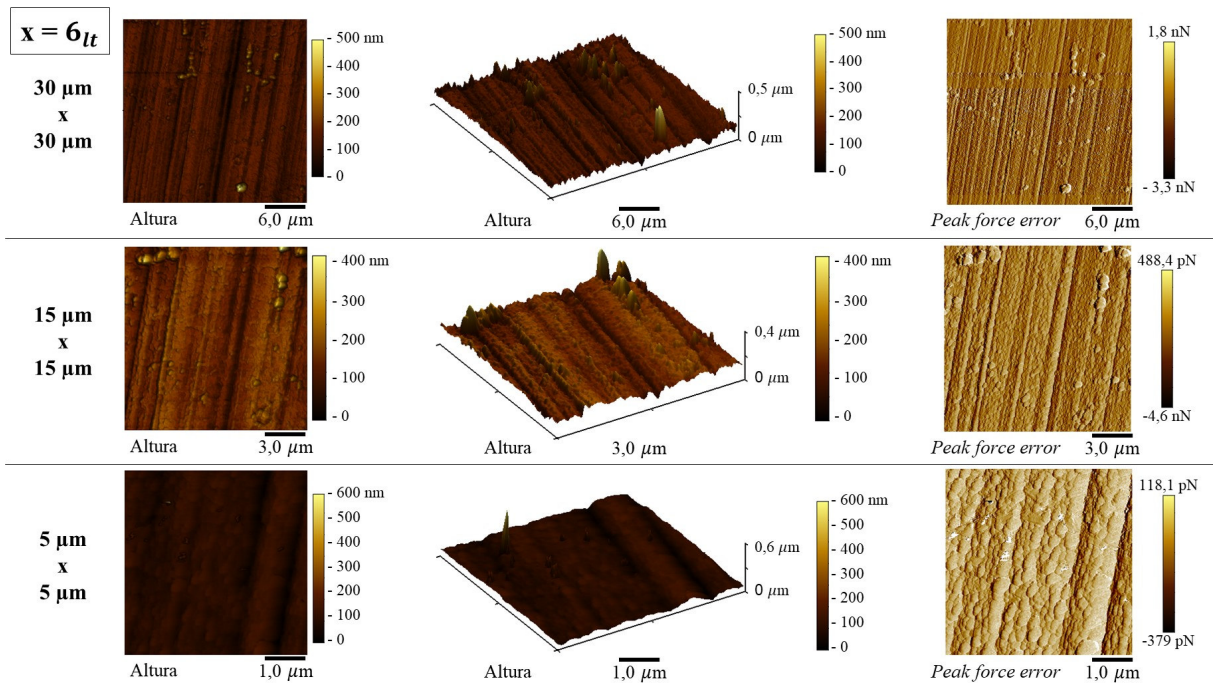 x = 6lt
30 µm
x
30 µm
- 500 nm
- 400
- 300
- 200
- 100
- 0
Altura
6,0 µm
0,5 µm
0 µm
6,0 µm
Altura
- 500
- 400
- 300
- 200
- 100
- 0
1,8 nN
- 3,3 nN
Peak force error
6,0 µm
15 µm
x
15 µm
- 400 nm
- 300
- 200
- 100
- 0
Altura
3,0 µm
0,4 µm
0 µm
Altura
3,0 µm
- 400
- 300
- 200
- 100
- 0
488,4 pN
-4,6 nN
Peak force error
3,0 µm
5 µm
x
5 µm
- 600 nm
- 500
- 400
- 300
- 200
- 100
- 0
Altura
1,0 µm
0,6 µm
0 µm
Altura
1,0 µm
- 600 nm
- 500
- 400
- 300
- 200
- 100
- 0
118,1 pN
-379 pN
Peak force error
1,0 µm